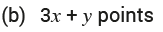 (b) 3x + y points